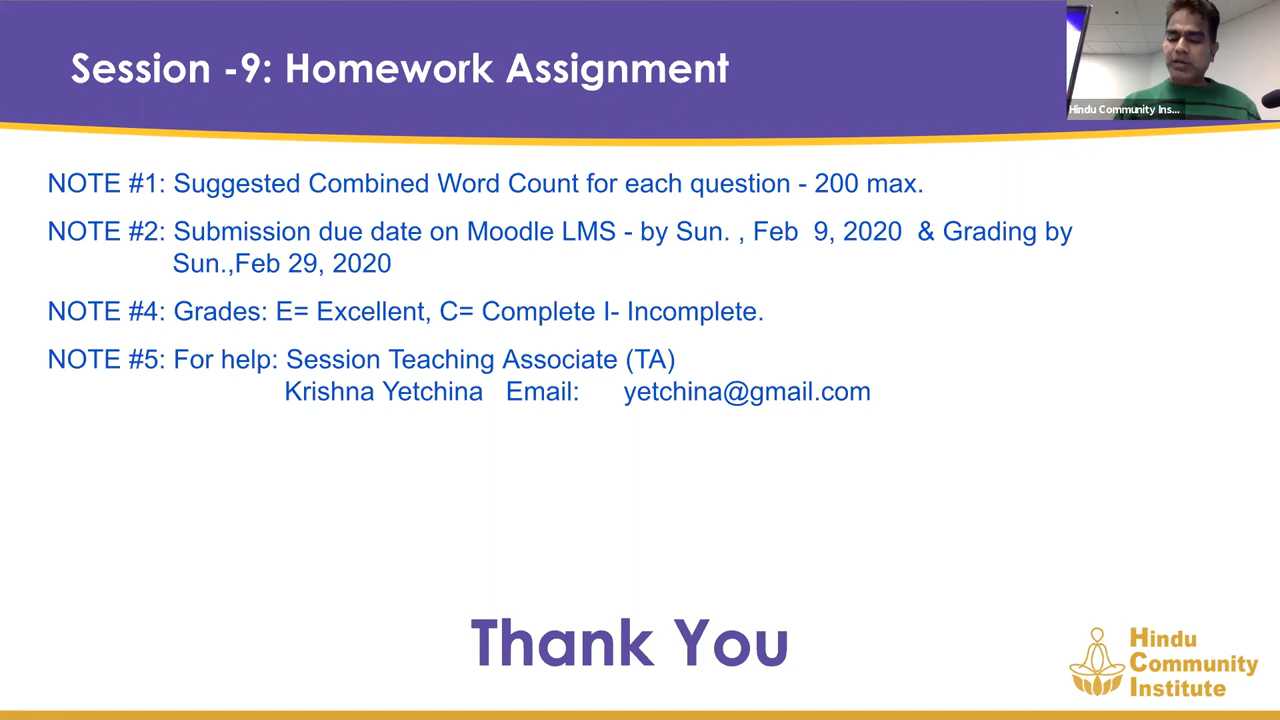 Session -9: Homework Assignment
Hindu Community Ins...
NOTE #1: Suggested Combined Word Count for each question - 200 max.
NOTE #2: Submission due date on Moodle LMS - by Sun. , Feb 9, 2020 & Grading by
Sun.,Feb 29, 2020
NOTE #4: Grades: E= Excellent, C= Complete I- Incomplete.
NOTE #5: For help: Session Teaching Associate (TA)
Krishna Yetchina Email: yetchina@gmail.com
Thank You
Hindu
Community
Institute